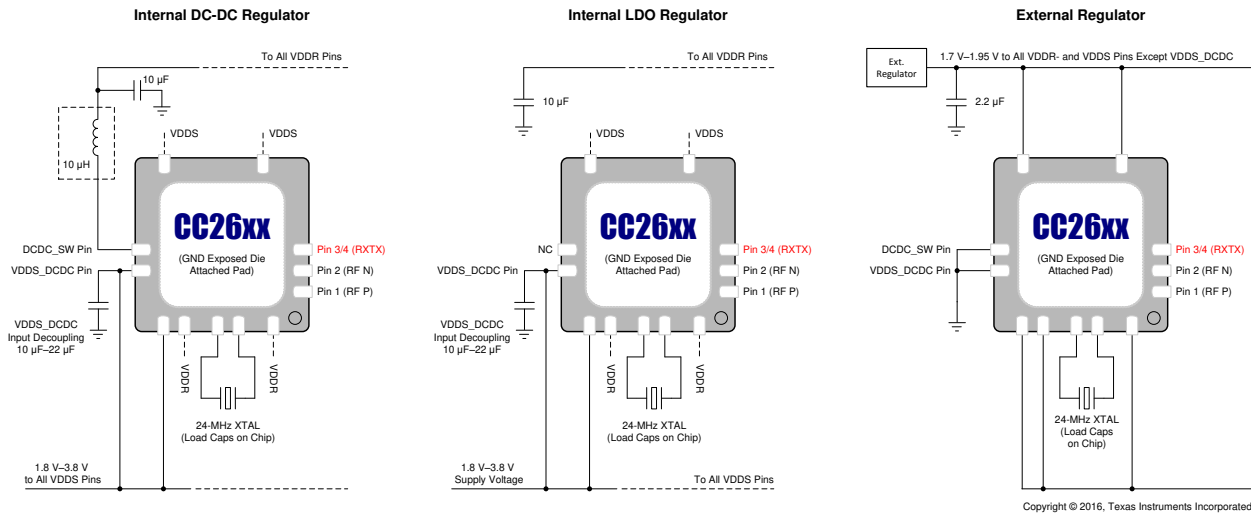 Internal DC-DC Regulator
To All VDDR Pins
10 µF
10 µH
VDDS
VDDS
CC26xx
(GND Exposed Die
Attached Pad)
DCDC_SW Pin
VDDS_DCDC Pin
Pin 3/4 (RXTX)
Pin 2 (RF N)
Pin 1 (RF P)
VDDS_DCDC
Input Decoupling
10 µF–22 µF
VDDR
VDDR
24-MHz XTAL
(Load Caps on Chip)
1.8 V–3.8 V
to All VDDS Pins
Internal LDO Regulator
To All VDDR Pins
10 µF
VDDS
VDDS
CC26xx
(GND Exposed Die
Attached Pad)
NC
VDDS_DCDC Pin
Pin 3/4 (RXTX)
Pin 2 (RF N)
Pin 1 (RF P)
VDDS_DCDC
Input Decoupling
10 µF–22 µF
VDDR
VDDR
24-MHz XTAL
(Load Caps on Chip)
1.8 V–3.8 V
Supply Voltage
To All VDDS Pins
External Regulator
Ext.
Regulator
1.7 V–1.95 V to All VDDR- and VDDS Pins Except VDDS_DCDC
2.2 µF
CC26xx
(GND Exposed Die
Attached Pad)
DCDC_SW Pin
VDDS_DCDC Pin
Pin 3/4 (RXTX)
Pin 2 (RF N)
Pin 1 (RF P)
24-MHz XTAL
(Load Caps
on Chip)
Copyright © 2016, Texas Instruments Incorporated